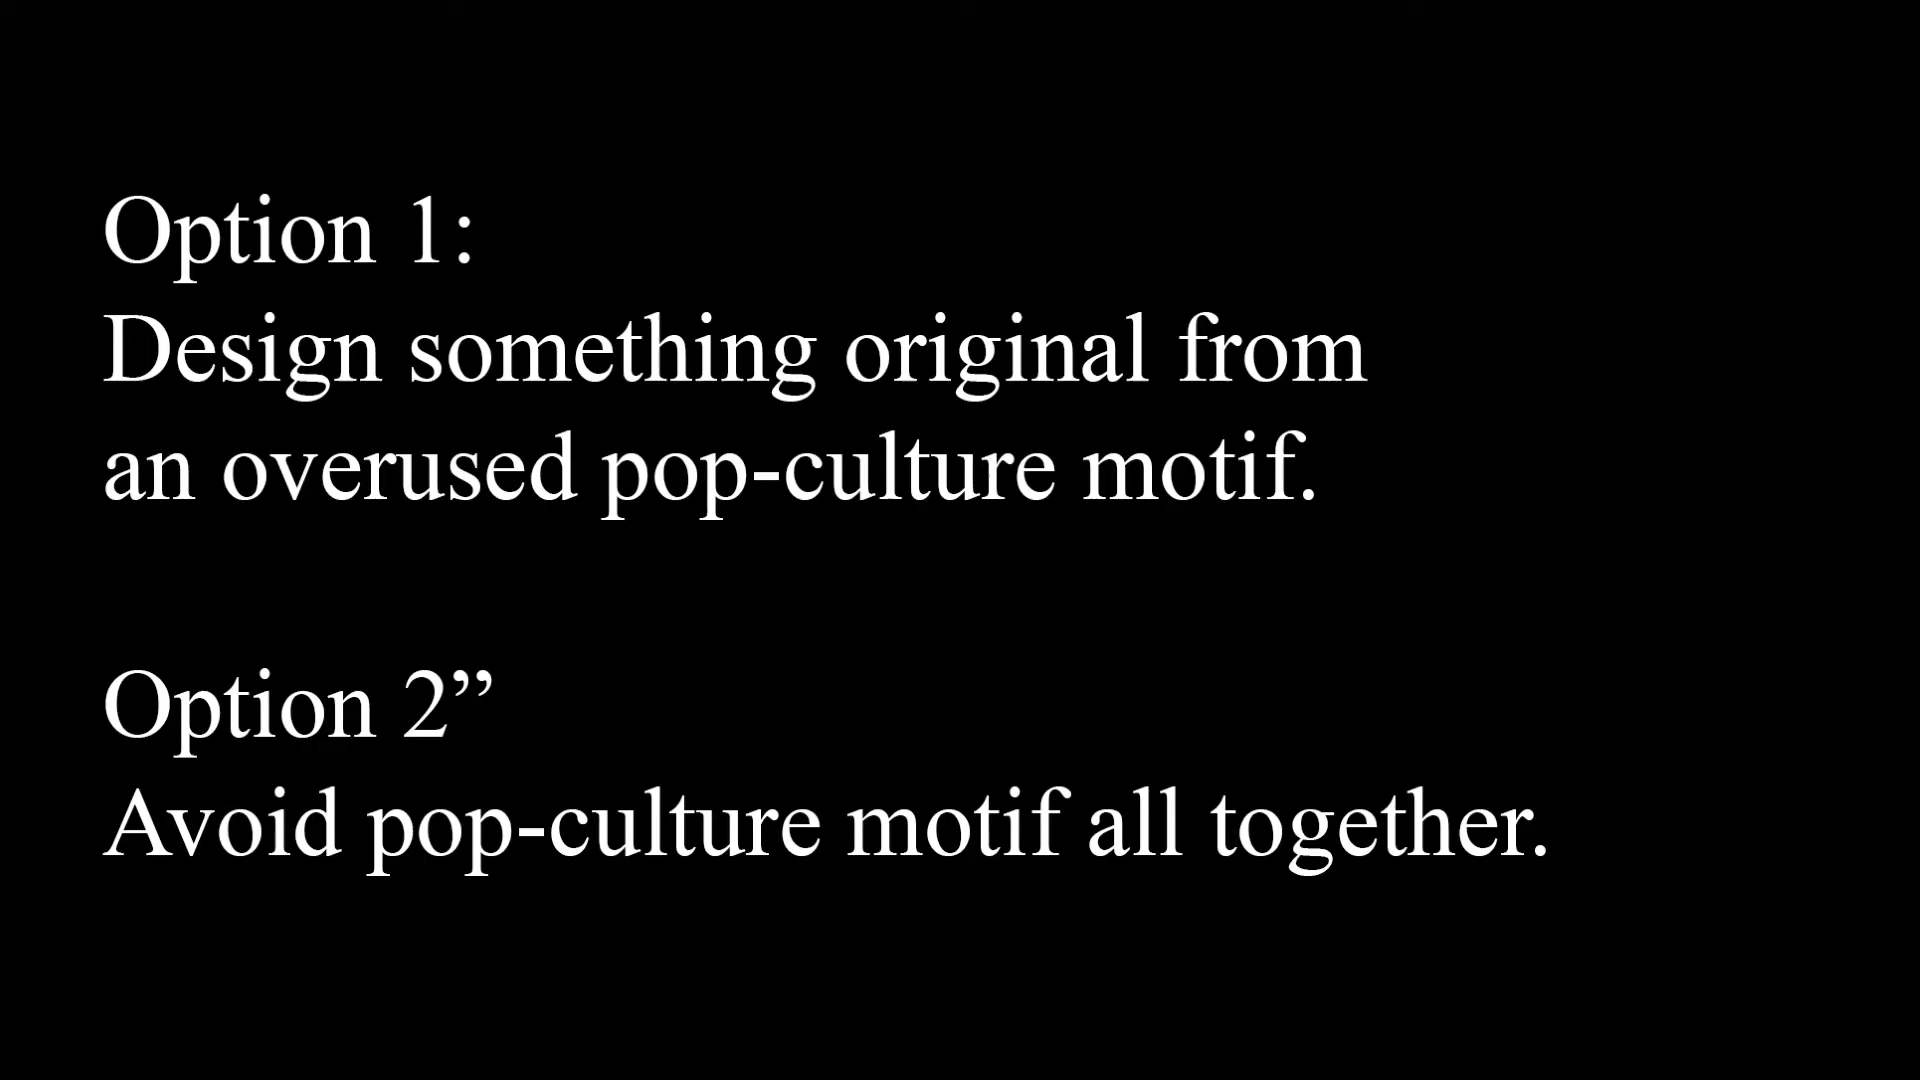 Option 1:
Design something original from
an overused pop-culture motif.
Option 2”
Avoid pop-culture motif all together.